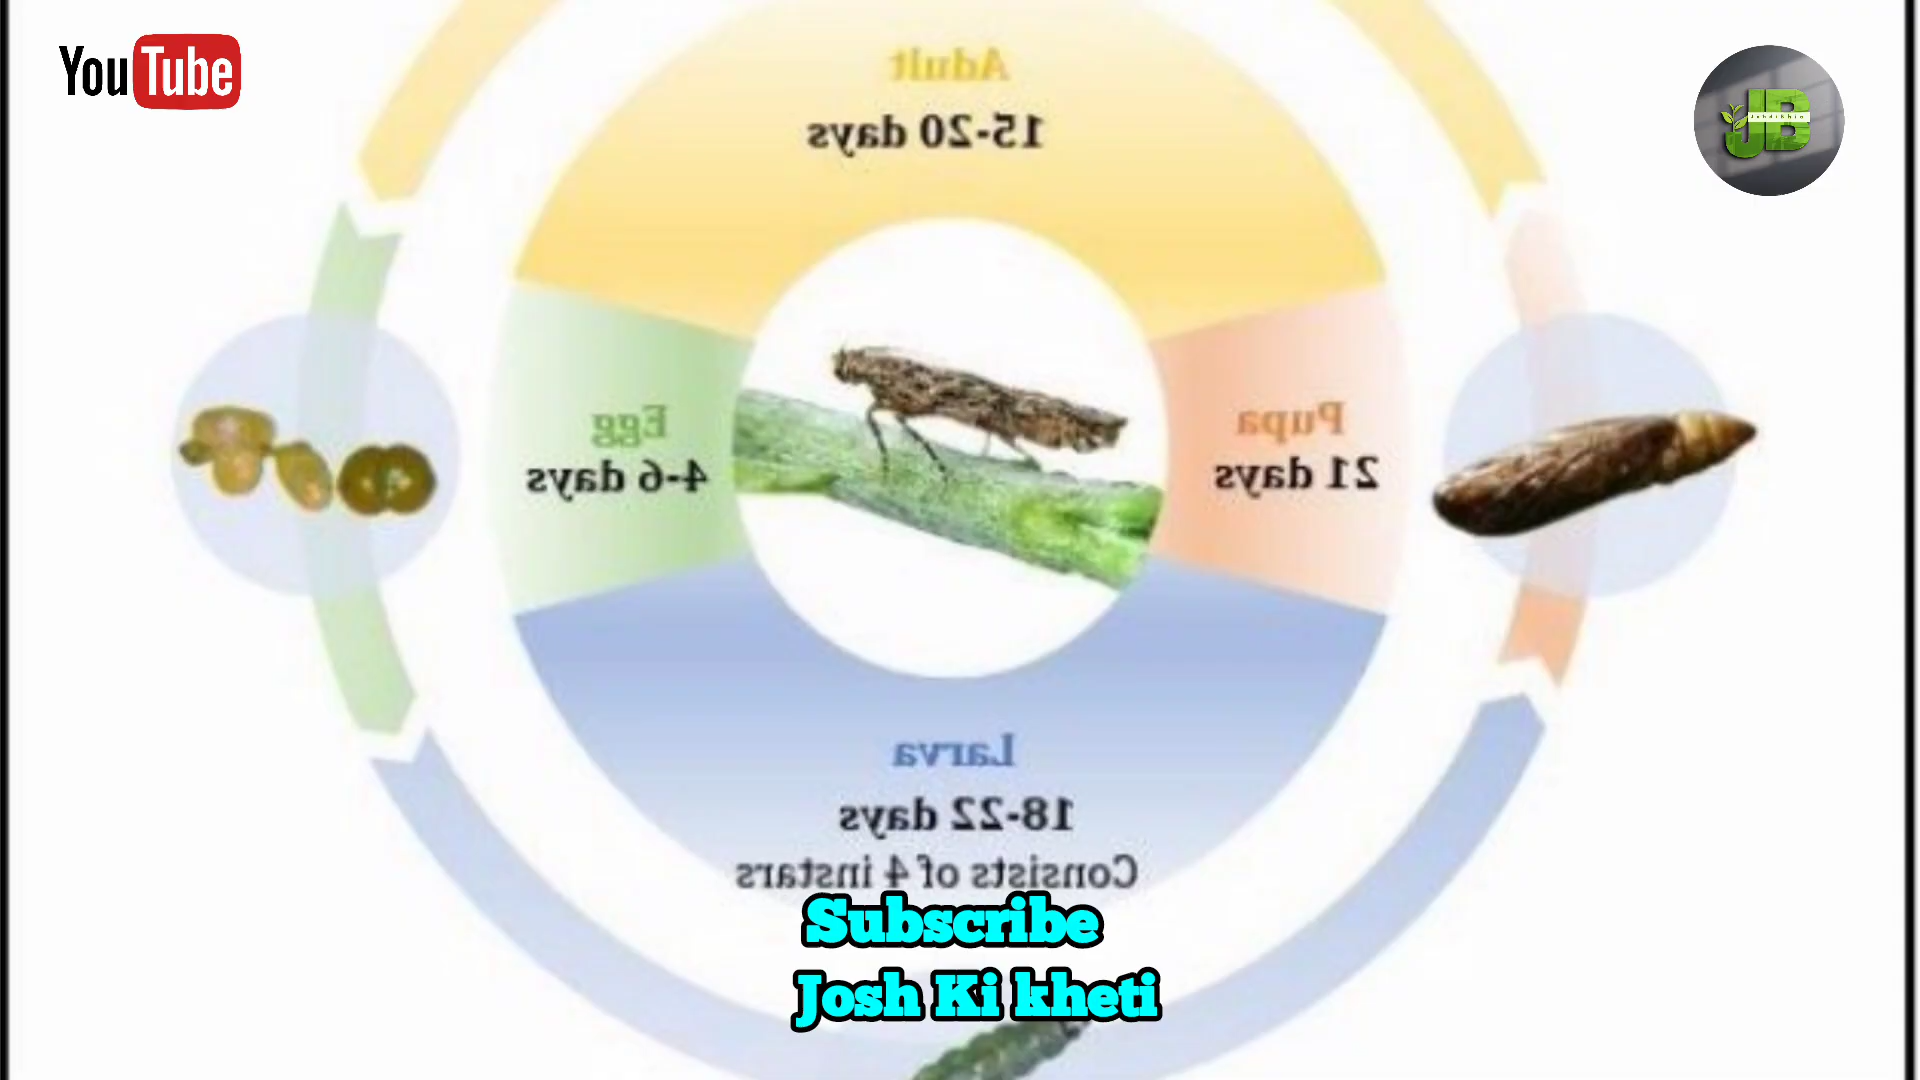 YouTube
JB
Adult
15-20 days
Egg
4-6 days
Pupa
21 days
Larva
18-22 days
Consists of 4 instars
Subscribe
Josh Ki kheti